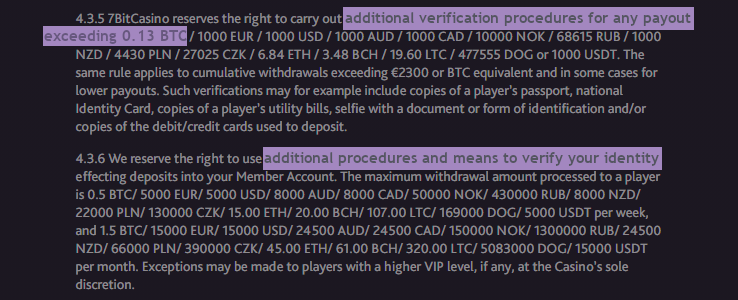 4.3.5 7BitCasino reserves the right to carry out additional verification procedures for any payout
exceeding 0.13 BTC / 1000 EUR / 1000 USD / 1000 AUD / 1000 CAD / 10000 NOK / 68615 RUB / 1000
NZD / 4430 PLN / 27025 CZK / 6.84 ETH / 3.48 BCH / 19.60 LTC / 477555 DOG or 1000 USDT. The
same rule applies to cumulative withdrawals exceeding €2300 or BTC equivalent and in some cases for
lower payouts. Such verifications may for example include copies of a player's passport, national
Identity Card, copies of a player's utility bills, selfie with a document or form of identification and/or
copies of the debit/credit cards used to deposit.
4.3.6 We reserve the right to use additional procedures and means to verify your identity
effecting deposits into your Member Account. The maximum withdrawal amount processed to a player
is 0.5 BTC/ 5000 EUR/ 5000 USD/ 8000 AUD/ 8000 CAD/ 50000 NOK/ 430000 RUB/ 8000 NZD/
22000 PLN/ 130000 CZK/ 15.00 ETH/ 20.00 BCH/ 107.00 LTC/ 169000 DOG/ 5000 USDT per week,
and 1.5 BTC/ 15000 EUR/ 15000 USD/ 24500 AUD/ 24500 CAD/ 150000 NOK/ 1300000 RUB/ 24500
NZD/ 66000 PLN/ 390000 CZK/ 45.00 ETH/ 61.00 BCH/ 320.00 LTC/ 5083000 DOG/ 15000 USDT
per month. Exceptions may be made to players with a higher VIP level, if any, at the Casino's sole
discretion.